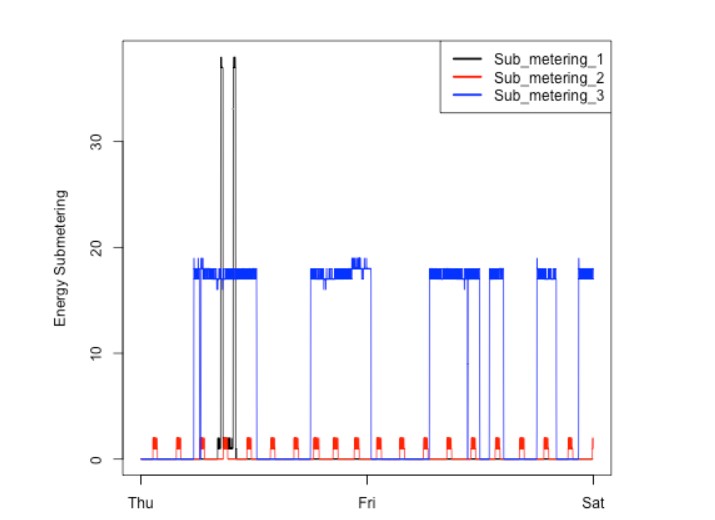 Sub_metering_1
Sub_metering_2
Sub_metering_3
Energy Submetering
30
20
10
0
Thu Fri Sat